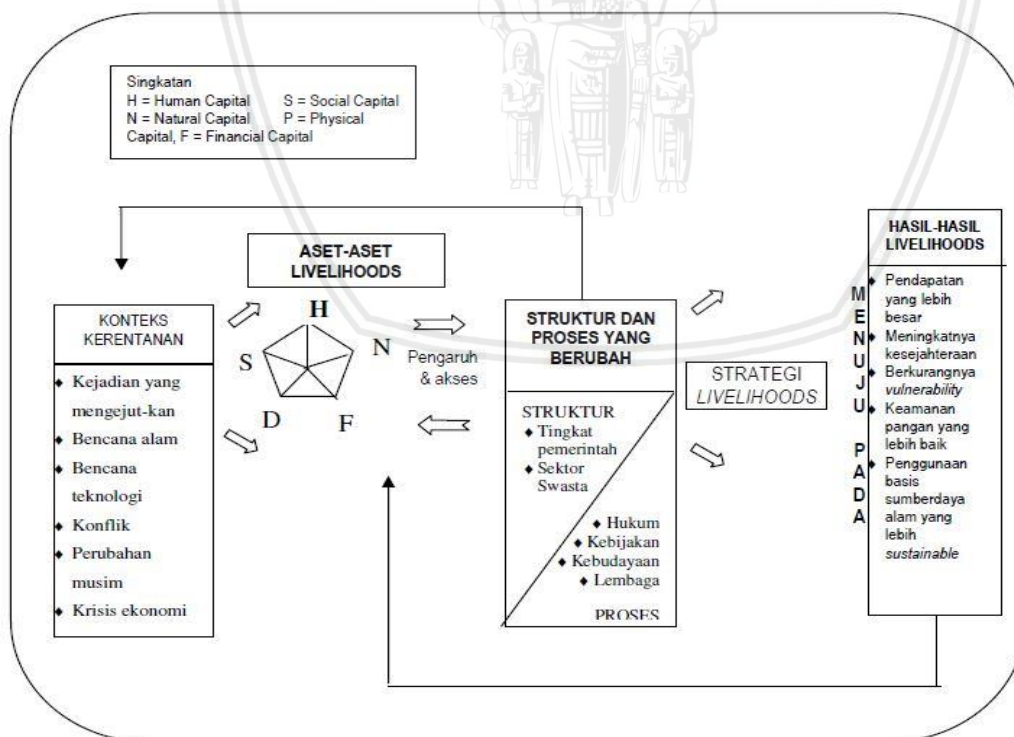 Singkatan
H = Human Capital S = Social Capital
N = Natural Capital P = Physical
Capital, F = Financial Capital
ASET-ASET
LIVELIHOODS
KONTEKS
KERENTANAN
Kejadian yang
mengejut-kan
Bencana alam
Bencana
teknologi
Konflik
Perubahan
musim
Krisis ekonomi
H
S
N
D
F
Pengaruh
& akses
STRUKTUR DAN
PROSES YANG
BERUBAH
STRUKTUR
Tingkat
pemerintah
Sektor
Swasta
Hukum
Kebijakan
Kebudayaan
Lembaga
PROSES
STRATEGI
LIVELIHOODS
MENUJU PADA
HASIL-HASIL
LIVELIHOODS
Pendapatan
yang lebih
besar
Meningkatnya
kesejahteraan
Berkurangnya
vulnerability
Keamanan
pangan yang
lebih baik
Penggunaan
basis
sumberdaya
alam yang
lebih
sustainable